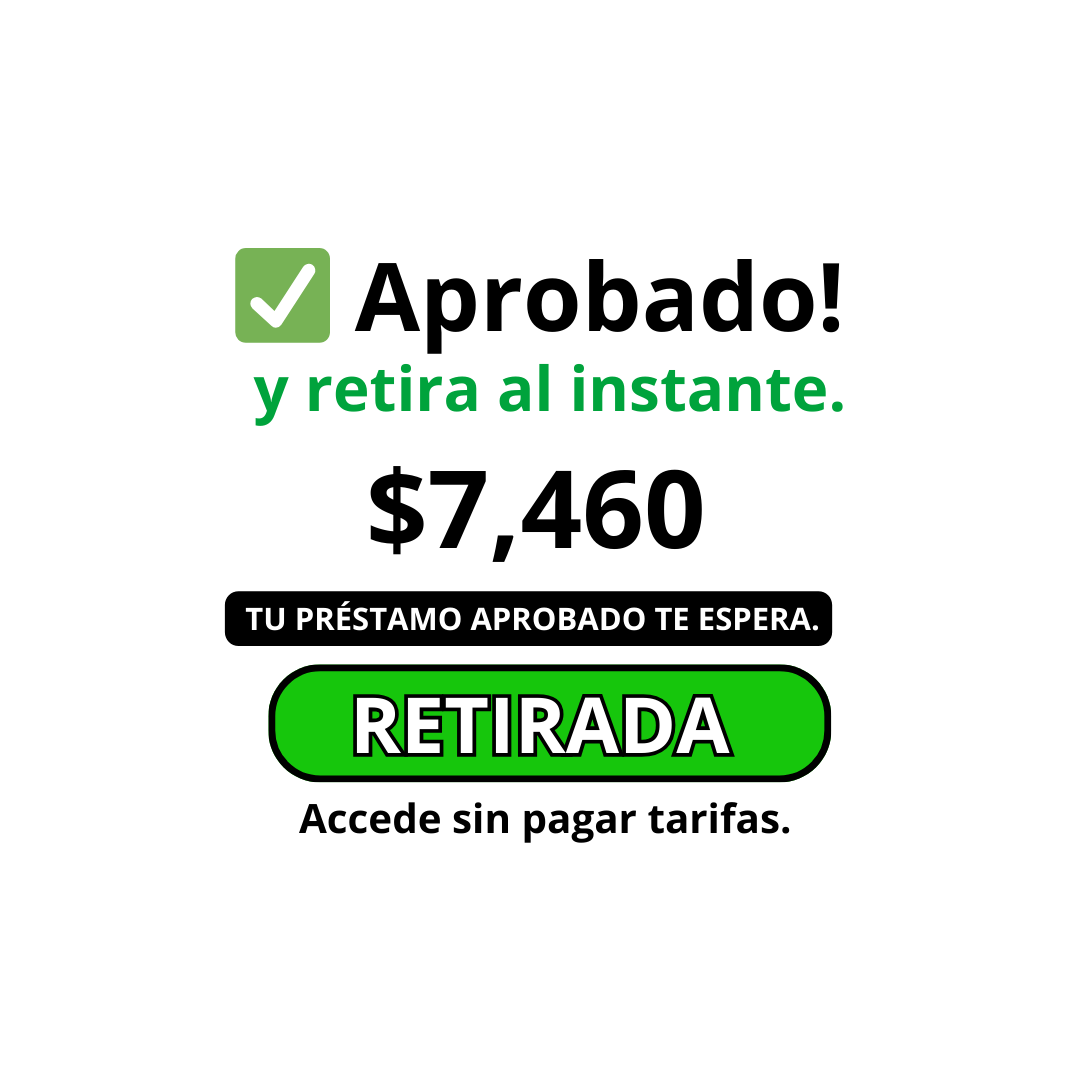 Aprobado!
y retira al instante.
$7,460
TU PRÉSTAMO APROBADO TE ESPERA.
RETIRADA
Accede sin pagar tarifas.